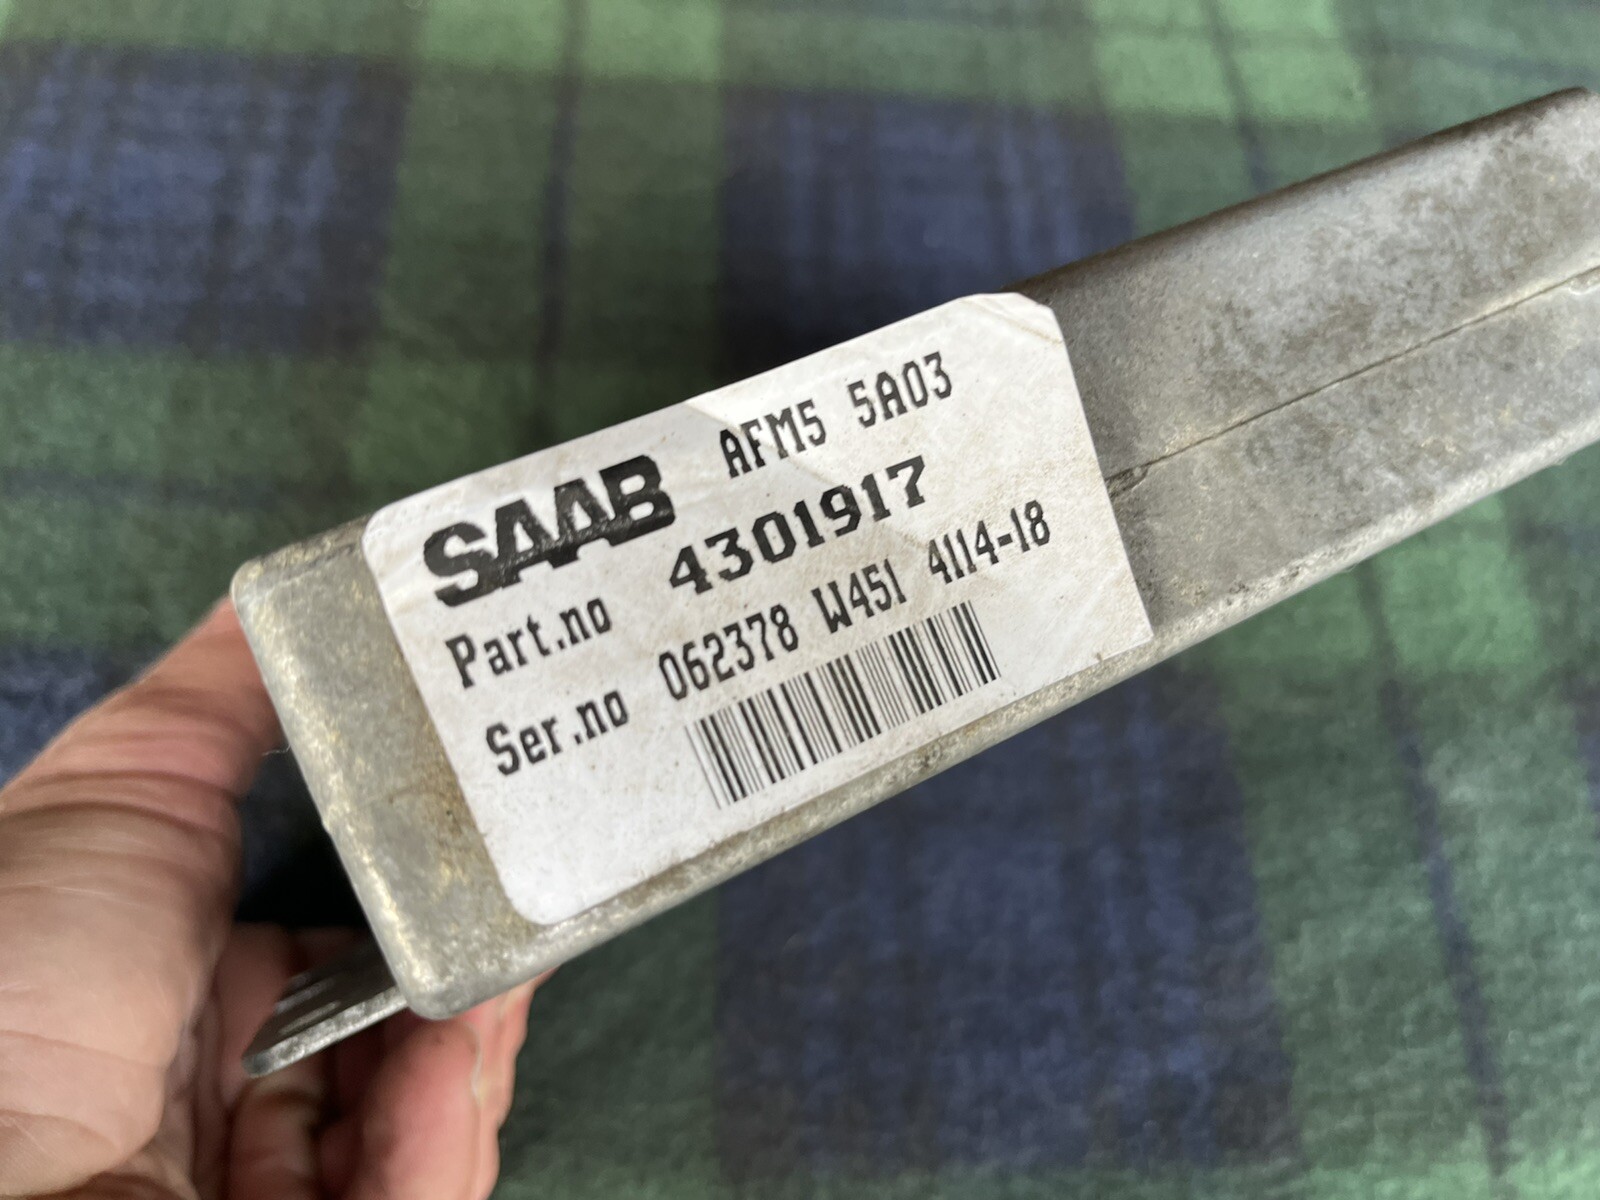 SAAB AFM5 5A03
Part.no 4301917
Ser.no 062378 W451 4114-18